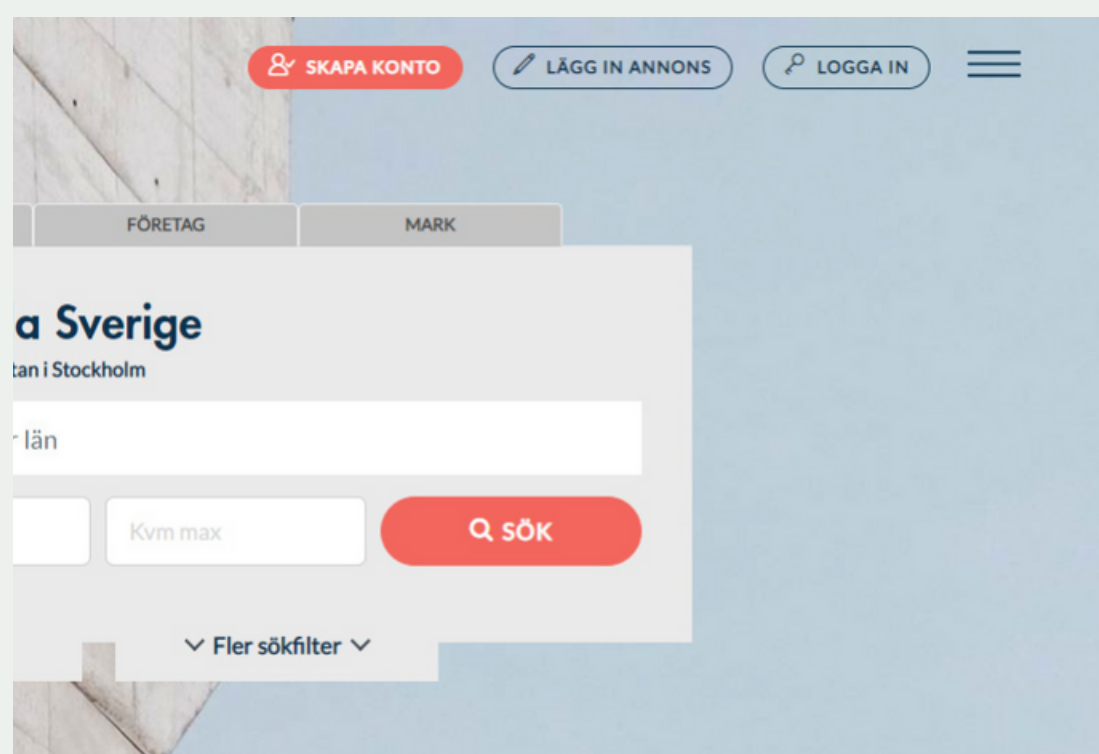 SKAPA KONTO LÄGG IN ANNONS LOGGA IN
FÖRETAG MARK
a Sverige
tan i Stockholm
r län
Kvm max SÖK
Fler sökfilter